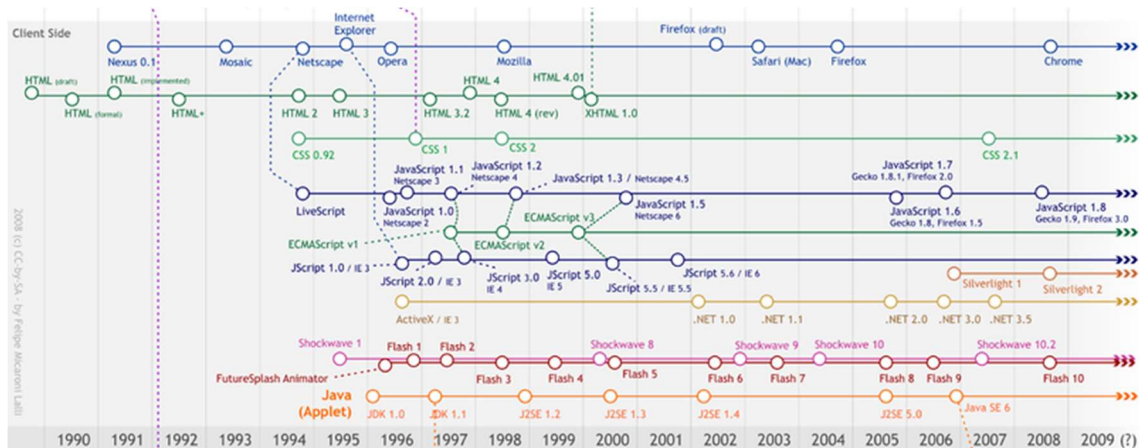 Client Side
Internet
Explorer
Firefox (draft)
Nexus 0.1
Mosaic
Netscape
Opera
Mozilla
Safari (Mac)
Firefox
Chrome
HTML (draft)
HTML (implemented)
HTML 4
HTML 4.01
HTML (formal)
HTML+
HTML 2
HTML 3
HTML 3.2
HTML 4 (rev)
XHTML 1.0
CSS 0.92
CSS 1
CSS 2
CSS 2.1
JavaScript 1.1
Netscape 3
JavaScript 1.2
Netscape 4
JavaScript 1.3 / Netscape 4.5
JavaScript 1.7
Gecko 1.8.1, Firefox 2.0
LiveScript
JavaScript 1.0
Netscape 2
JavaScript 1.5
Netscape 6
JavaScript 1.6
Gecko 1.8, Firefox 1.5
JavaScript 1.8
Gecko 1.9, Firefox 3.0
ECMAScript v3
ECMAScript v1
ECMAScript v2
JScript 1.0 / IE 3
JScript 2.0 / IE 3
JScript 3.0
IE 4
JScript 5.0
IE 5
JScript 5.5 / IE 5.5
JScript 5.6 / IE 6
Silverlight 1
Silverlight 2
ActiveX / IE 3
.NET 1.0
.NET 1.1
.NET 2.0
.NET 3.0
.NET 3.5
Shockwave 1
Flash 1
Flash 2
Shockwave 8
Shockwave 9
Shockwave 10
Shockwave 10.2
FutureSplash Animator
Flash 3
Flash 4
Flash 5
Flash 6
Flash 7
Flash 8
Flash 9
Flash 10
Java
(Applet)
JDK 1.0
JDK 1.1
J2SE 1.2
J2SE 1.3
J2SE 1.4
J2SE 5.0
Java SE 6
1990 1991 1992 1993 1994 1995 1996 1997 1998 1999 2000 2001 2002 2003 2004 2005 2006 2007 2008 2009 (?)
2008 (c) CC-by-SA - by Felipe Micaroni Lalli